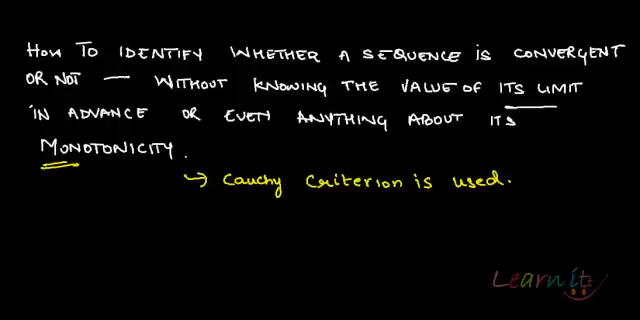 HOW TO IDENTIFY WHETHER A SEQUENCE IS CONVERGENT
OR NOT — WITHOUT KNOWING THE VALUE OF ITS LIMIT
IN ADVANCE OR EVEN ANYTHING ABOUT ITS
MONOTONICITY.
→ Cauchy Criterion is used.
Learnit